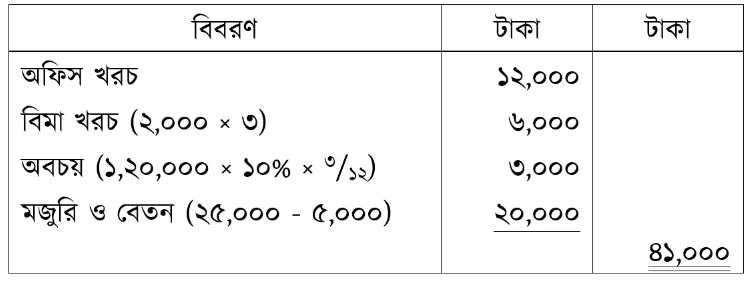 বিবরণ টাকা টাকা
অফিস খরচ ১২,০০০
বিমা খরচ (২,০০০ × ৩) ৬,০০০
অবচয় (১,২০,০০০ × ১০% × ৩/১২) ৩,০০০
মজুরি ও বেতন (২৫,০০০ - ৫,০০০) ২০,০০০
৪১,০০০